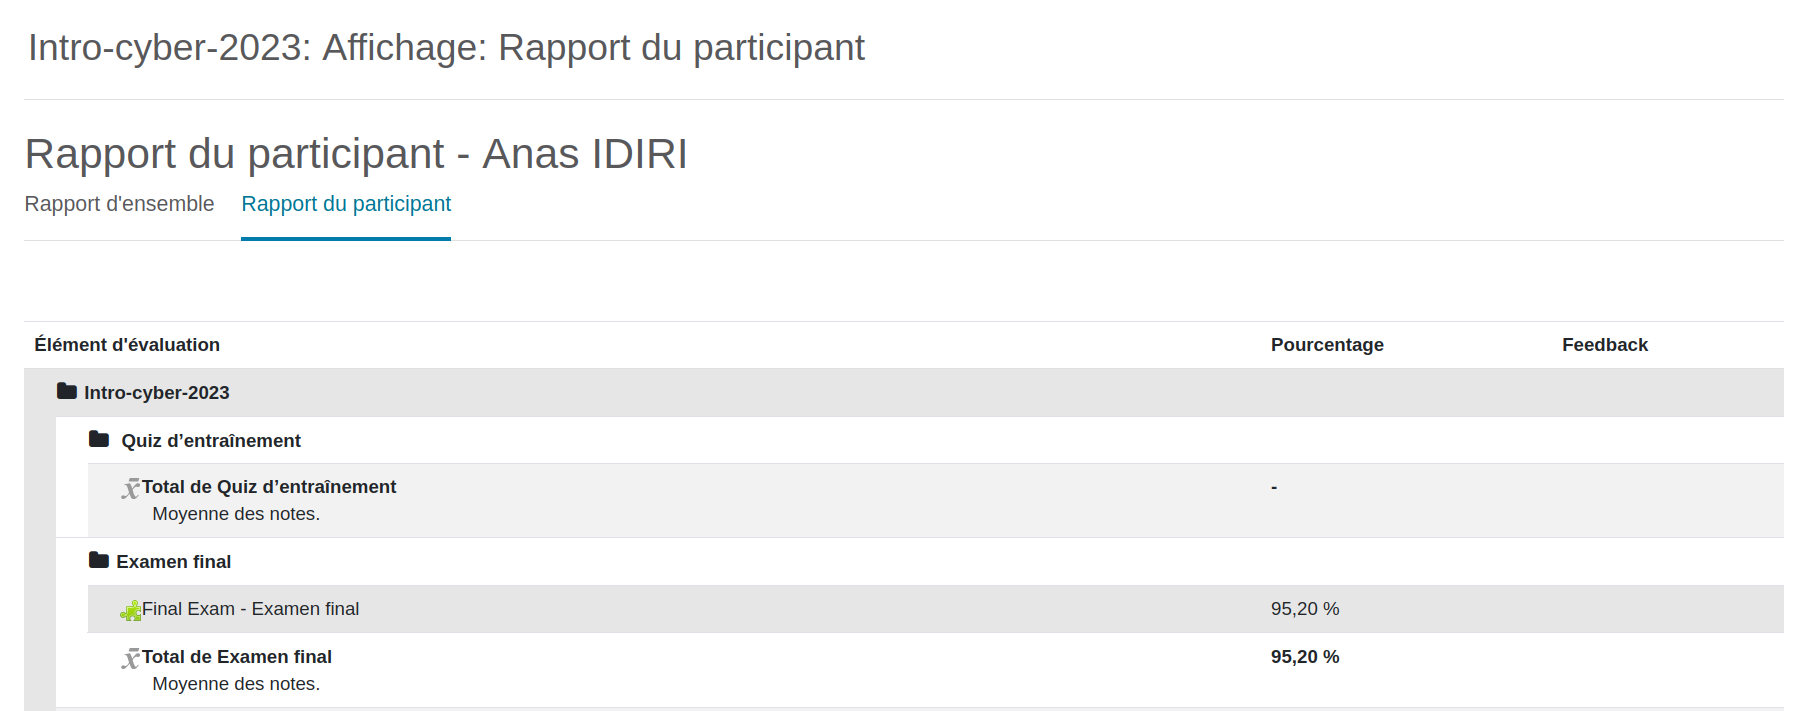 Intro-cyber-2023: Affichage: Rapport du participant
Rapport du participant - Anas IDIRI
Rapport d'ensemble Rapport du participant
Élément d'évaluation Pourcentage Feedback
Intro-cyber-2023
Quiz d’entraînement
Total de Quiz d’entraînement -
Moyenne des notes.
Examen final
Final Exam - Examen final 95,20 %
Total de Examen final 95,20 %
Moyenne des notes.